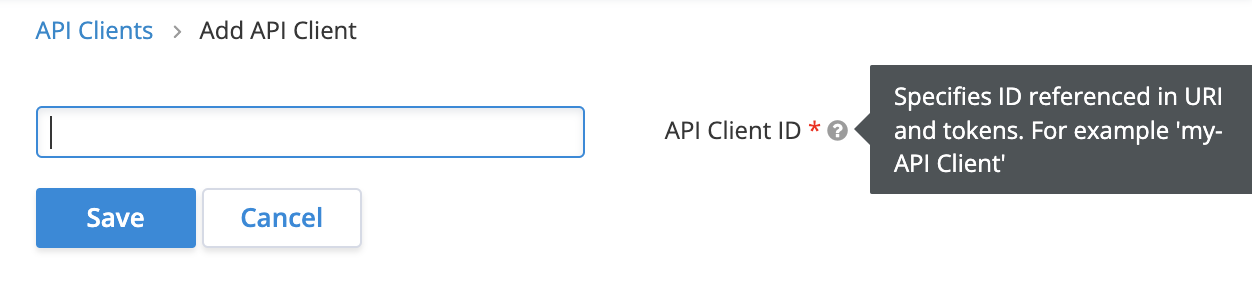 API Clients > Add API Client
API Client ID * ?
Specifies ID referenced in URI
and tokens. For example 'my-
API Client'
Save
Cancel